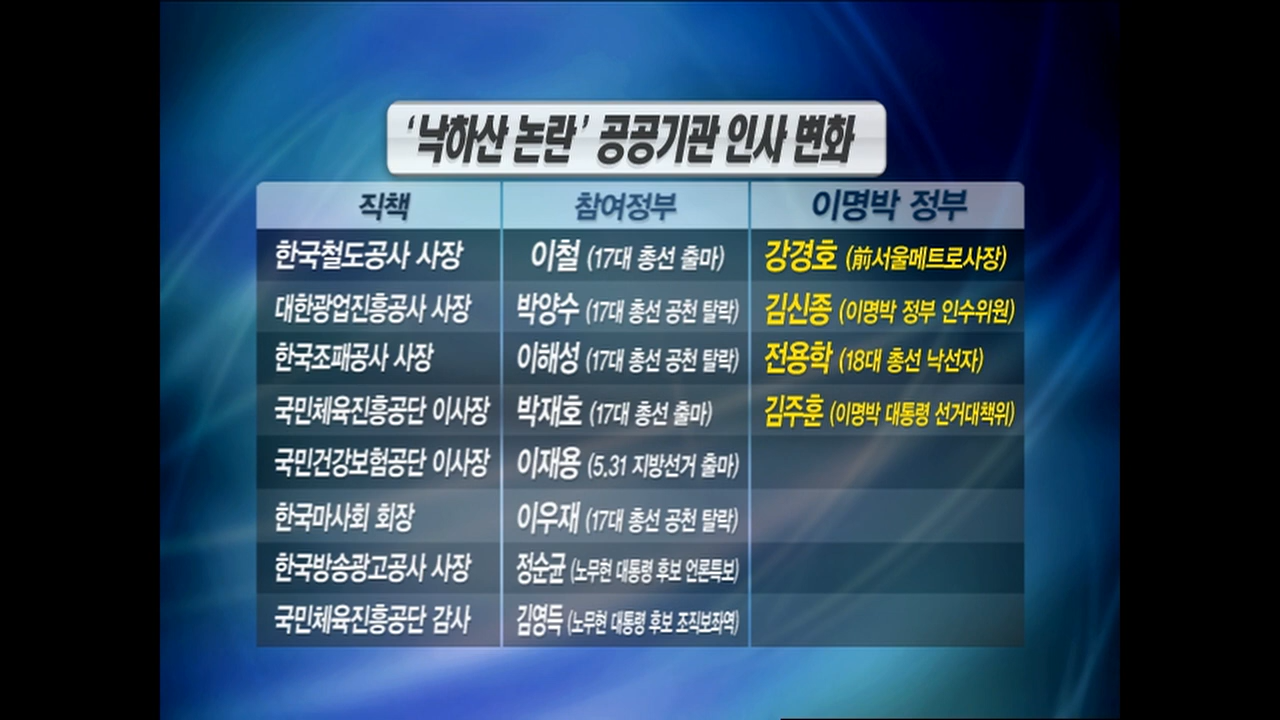 ‘낙하산 논란’ 공공기관 인사 변화
직책 참여정부 이명박 정부
한국철도공사 사장 이철 (17대 총선 출마) 강경호 (前서울메트로사장)
대한광업진흥공사 사장 박양수 (17대 총선 공천 탈락) 김신종 (이명박 정부 인수위원)
한국조패공사 사장 이해성 (17대 총선 공천 탈락) 전용학 (18대 총선 낙선자)
국민체육진흥공단 이사장 박재호 (17대 총선 출마) 김주훈 (이명박 대통령 선거대책위)
국민건강보험공단 이사장 이재용 (5.31 지방선거 출마)
한국마사회 회장 이우재 (17대 총선 공천 탈락)
한국방송광고공사 사장 정순균 (노무현 대통령 후보 언론특보)
국민체육진흥공단 감사 김영득 (노무현 대통령 후보 조직보좌역)